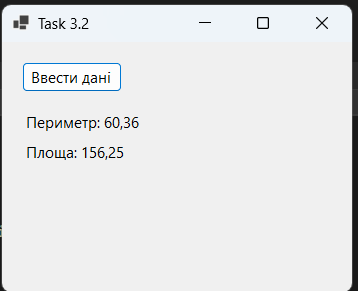 Task 3.2
Ввести дані
Периметр: 60,36
Площа: 156,25